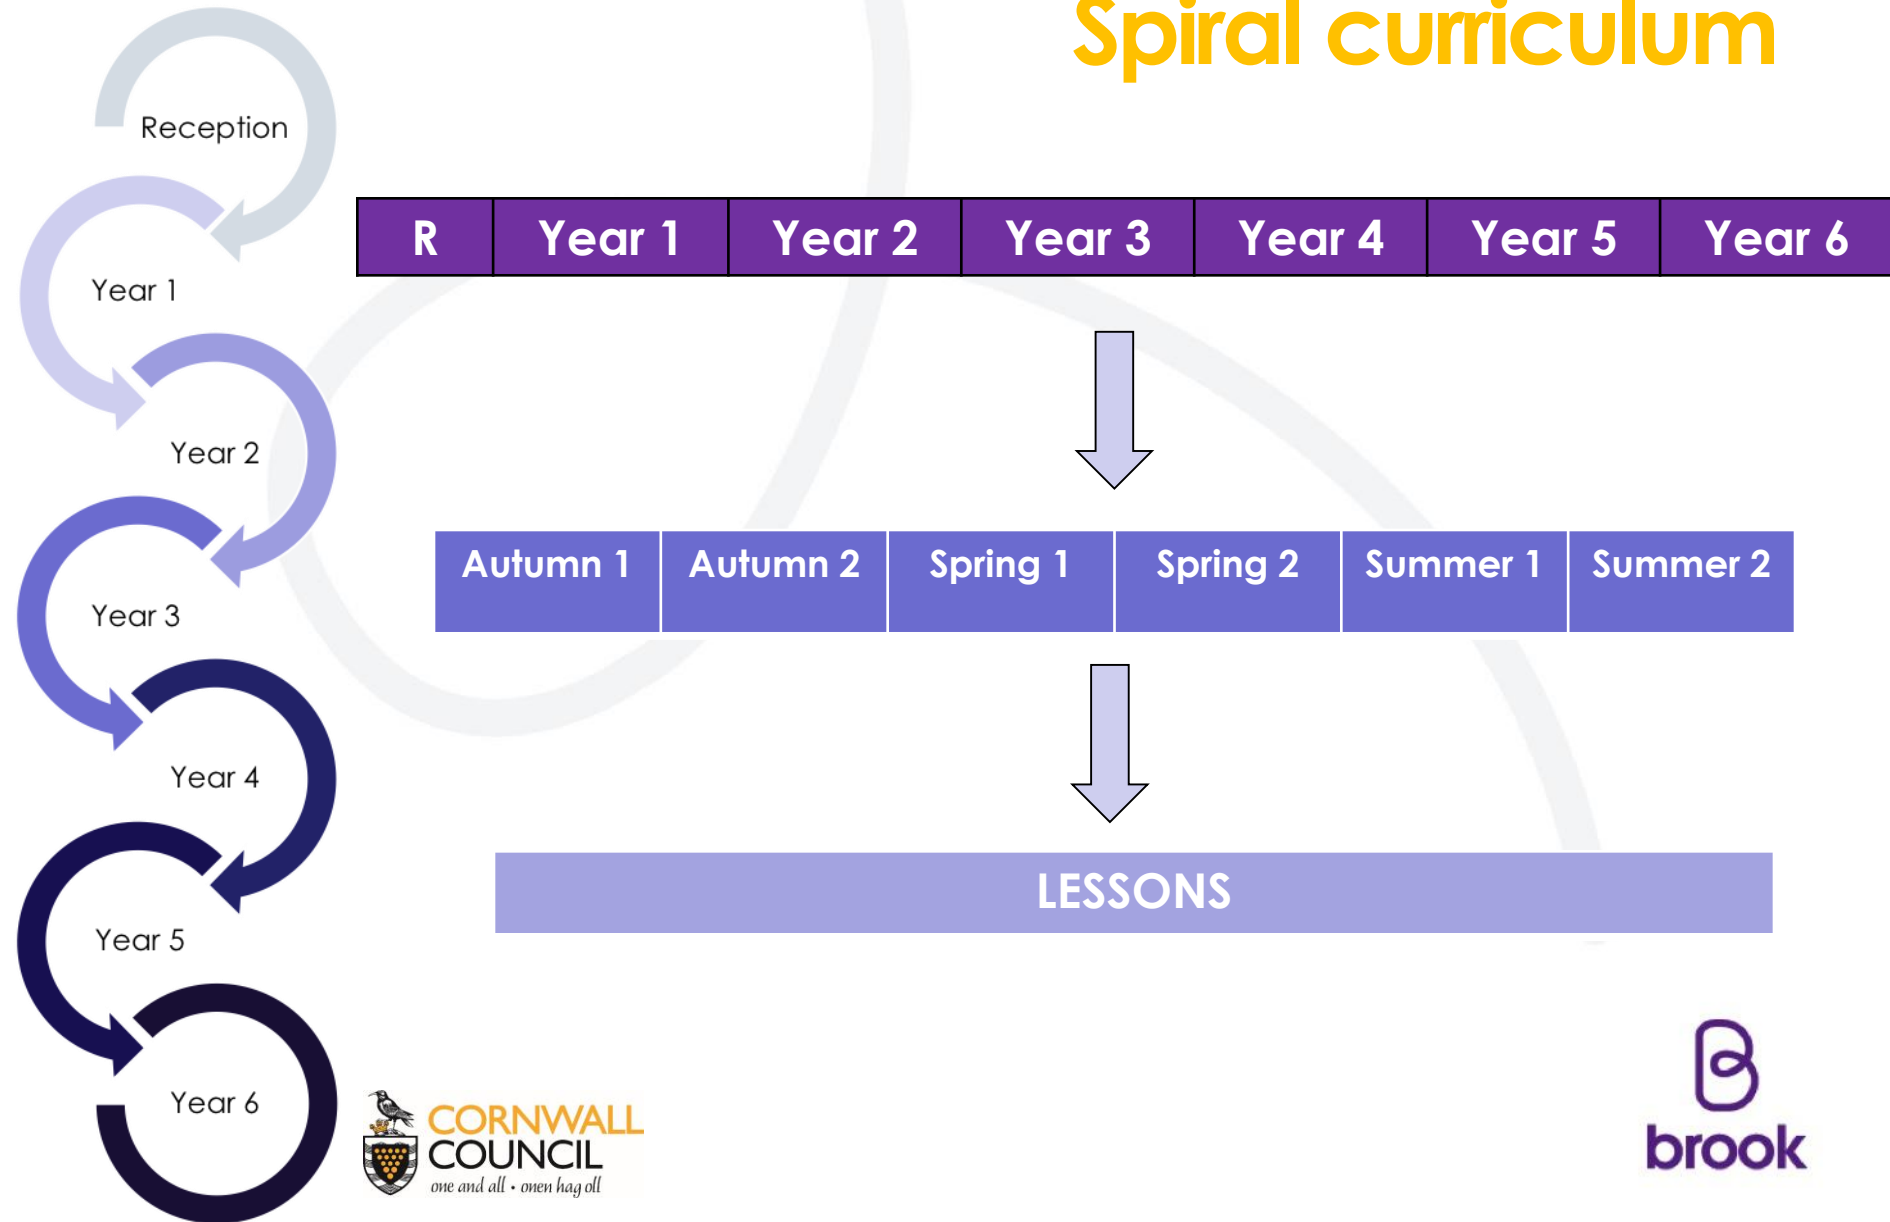 Spiral curriculum
Reception
Year 1
Year 2
Year 3
Year 4
Year 5
Year 6
R Year 1 Year 2 Year 3 Year 4 Year 5 Year 6
Autumn 1 Autumn 2 Spring 1 Spring 2 Summer 1 Summer 2
LESSONS
CORNWALL
COUNCIL
one and all • onen hag oll
brook